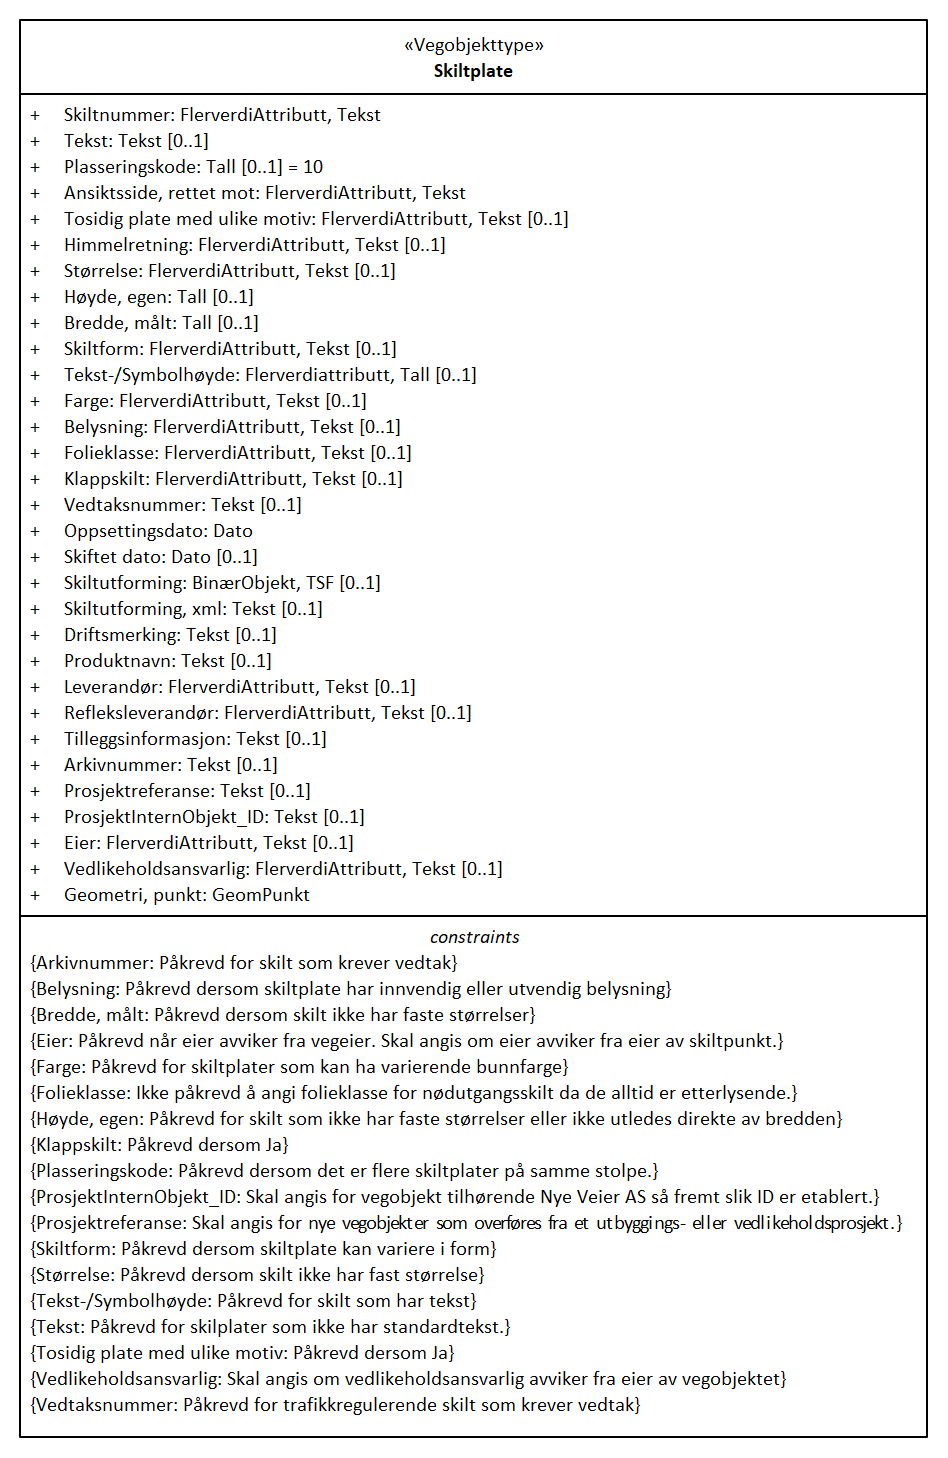 «Vegobjekttype»
Skiltplate
+ Skiltnummer: FlerverdiAttributt, Tekst
+ Tekst: Tekst [0..1]
+ Plasseringskode: Tall [0..1] = 10
+ Ansiktsside, rettet mot: FlerverdiAttributt, Tekst
+ Tosidig plate med ulike motiv: FlerverdiAttributt, Tekst [0..1]
+ Himmelretning: FlerverdiAttributt, Tekst [0..1]
+ Størrelse: FlerverdiAttributt, Tekst [0..1]
+ Høyde, egen: Tall [0..1]
+ Bredde, målt: Tall [0..1]
+ Skiltform: FlerverdiAttributt, Tekst [0..1]
+ Tekst-/Symbolhøyde: Flerverdiattributt, Tall [0..1]
+ Farge: FlerverdiAttributt, Tekst [0..1]
+ Belysning: FlerverdiAttributt, Tekst [0..1]
+ Folieklasse: FlerverdiAttributt, Tekst [0..1]
+ Klappskilt: FlerverdiAttributt, Tekst [0..1]
+ Vedtaksnummer: Tekst [0..1]
+ Oppsettingsdato: Dato
+ Skiftet dato: Dato [0..1]
+ Skiltutforming: BinærObjekt, TSF [0..1]
+ Skiltutforming, xml: Tekst [0..1]
+ Driftsmerking: Tekst [0..1]
+ Produktnavn: Tekst [0..1]
+ Leverandør: FlerverdiAttributt, Tekst [0..1]
+ Refleksleverandør: FlerverdiAttributt, Tekst [0..1]
+ Tilleggsinformasjon: Tekst [0..1]
+ Arkivnummer: Tekst [0..1]
+ Prosjektreferanse: Tekst [0..1]
+ ProsjektInternObjekt_ID: Tekst [0..1]
+ Eier: FlerverdiAttributt, Tekst [0..1]
+ Vedlikeholdsansvarlig: FlerverdiAttributt, Tekst [0..1]
+ Geometri, punkt: GeomPunkt
constraints
{Arkivnummer: Påkrevd for skilt som krever vedtak}
{Belysning: Påkrevd dersom skiltplate har innvendig eller utvendig belysning}
{Bredde, målt: Påkrevd dersom skilt ikke har faste størrelser}
{Eier: Påkrevd når eier avviker fra vegeier. Skal angis om eier avviker fra eier av skiltpunkt.}
{Farge: Påkrevd for skiltplater som kan ha varierende bunnfarge}
{Folieklasse: Ikke påkrevd å angi folieklasse for nødutgangsskilt da de alltid er etterlysende.}
{Høyde, egen: Påkrevd for skilt som ikke har faste størrelser eller ikke utledes direkte av bredden}
{Klappskilt: Påkrevd dersom Ja}
{Plasseringskode: Påkrevd dersom det er flere skiltplater på samme stolpe.}
{ProsjektInternObjekt_ID: Skal angis for vegobjekt tilhørende Nye Veier AS så fremt slik ID er etablert.}
{Prosjektreferanse: Skal angis for nye vegobjekter som overføres fra et utbyggings- eller vedlikeholdsprosjekt.}
{Skiltform: Påkrevd dersom skiltplate kan variere i form}
{Størrelse: Påkrevd dersom skilt ikke har fast størrelse}
{Tekst-/Symbolhøyde: Påkrevd for skilt som har tekst}
{Tekst: Påkrevd for skilplater som ikke har standardtekst.}
{Tosidig plate med ulike motiv: Påkrevd dersom Ja}
{Vedlikeholdsansvarlig: Skal angis om vedlikeholdsansvarlig avviker fra eier av vegobjektet}
{Vedtaksnummer: Påkrevd for trafikkregulerende skilt som krever vedtak}